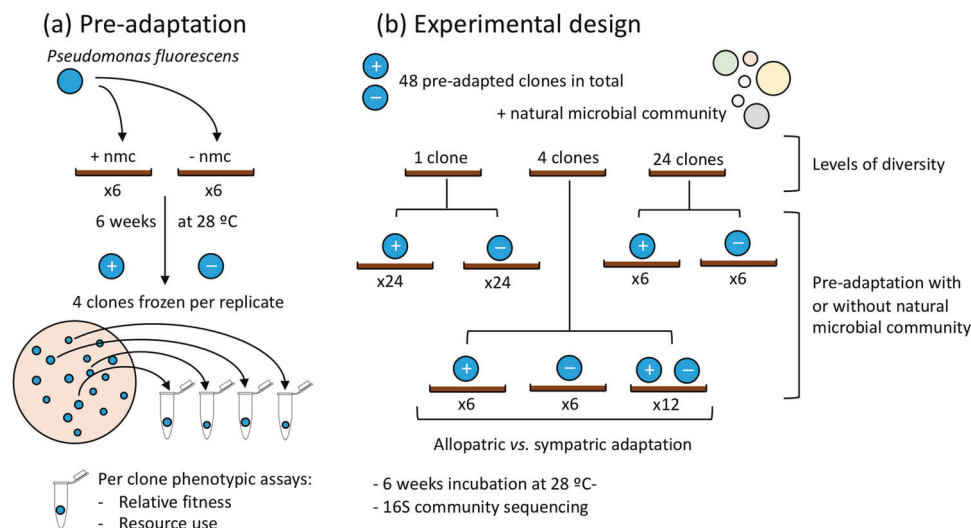 (a) Pre-adaptation
Pseudomonas fluorescens
+ nmc
- nmc
x6
x6
6 weeks
at 28 ºC
+
−
4 clones frozen per replicate
Per clone phenotypic assays:
- Relative fitness
- Resource use
(b) Experimental design
+
−
48 pre-adapted clones in total
+ natural microbial community
1 clone
4 clones
24 clones
Levels of diversity
+
−
+
−
x24
x24
x6
x6
Pre-adaptation with
or without natural
microbial community
+
−
+
−
x6
x6
x12
Allopatric vs. sympatric adaptation
- 6 weeks incubation at 28 ºC-
- 16S community sequencing